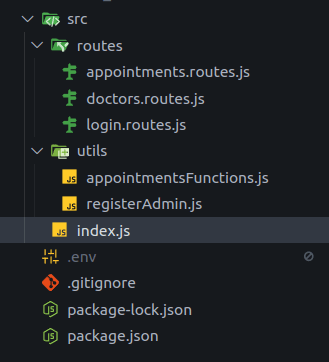 src
routes
appointments.routes.js
doctors.routes.js
login.routes.js
utils
JS appointmentsFunctions.js
JS registerAdmin.js
JS index.js
.env
.gitignore
JS package-lock.json
JS package.json